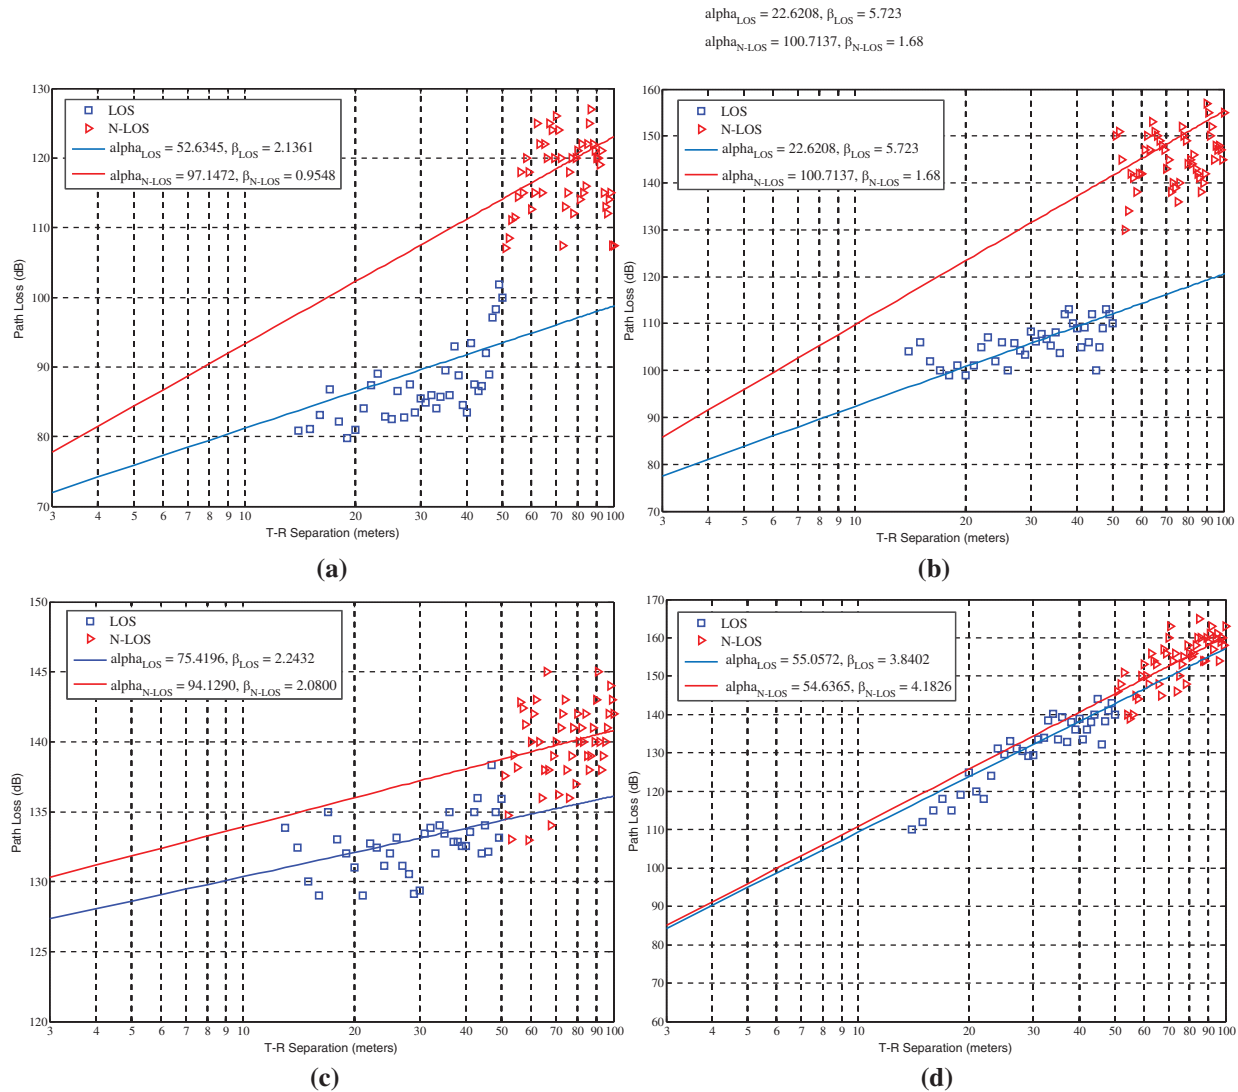 alpha_LOS = 22.6208, β_LOS = 5.723
alpha_N-LOS = 100.7137, β_N-LOS = 1.68
130
120
110
100
90
80
70
Path Loss (dB)
LOS
N-LOS
alpha_LOS = 52.6345, β_LOS = 2.1361
alpha_N-LOS = 97.1472, β_N-LOS = 0.9548
3 4 5 6 7 8 9 10 20 30 40 50 60 70 80 90 100
T-R Separation (meters)
(a)
160
150
140
130
120
110
100
90
80
70
Path Loss (dB)
LOS
N-LOS
alpha_LOS = 22.6208, β_LOS = 5.723
alpha_N-LOS = 100.7137, β_N-LOS = 1.68
3 4 5 6 7 8 9 10 20 30 40 50 60 70 80 90 100
T-R Separation (meters)
(b)
150
145
140
135
130
125
120
Path Loss (dB)
LOS
N-LOS
alpha_LOS = 75.4196, β_LOS = 2.2432
alpha_N-LOS = 94.1290, β_N-LOS = 2.0800
3 4 5 6 7 8 9 10 20 30 40 50 60 70 80 90 100
T-R Separation (meters)
(c)
170
160
150
140
130
120
110
100
90
80
70
60
Path Loss (dB)
LOS
N-LOS
alpha_LOS = 55.0572, β_LOS = 3.8402
alpha_N-LOS = 54.6365, β_N-LOS = 4.1826
3 4 5 6 7 8 9 10 20 30 40 50 60 70 80 90 100
T-R Separation (meters)
(d)